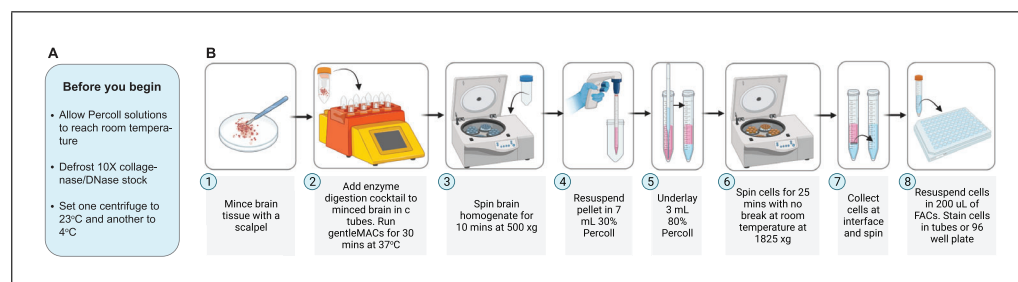 A
Before you begin
• Allow Percoll solutions
to reach room tempera-
ture
• Defrost 10X collage-
nase/DNase stock
• Set one centrifuge to
23°C and another to
4°C
B
1
Mince brain
tissue with a
scalpel
2
Add enzyme
digestion cocktail to
minced brain in c
tubes. Run
gentleMACs for 30
mins at 37°C
3
Spin brain
homogenate for
10 mins at 500 xg
4
Resuspend
pellet in 7
mL 30%
Percoll
5
Underlay
3 mL
80%
Percoll
6
Spin cells for 25
mins with no
break at room
temperature at
1825 xg
7
Collect
cells at
interface
and spin
8
Resuspend cells
in 200 uL of
FACs. Stain cells
in tubes or 96
well plate